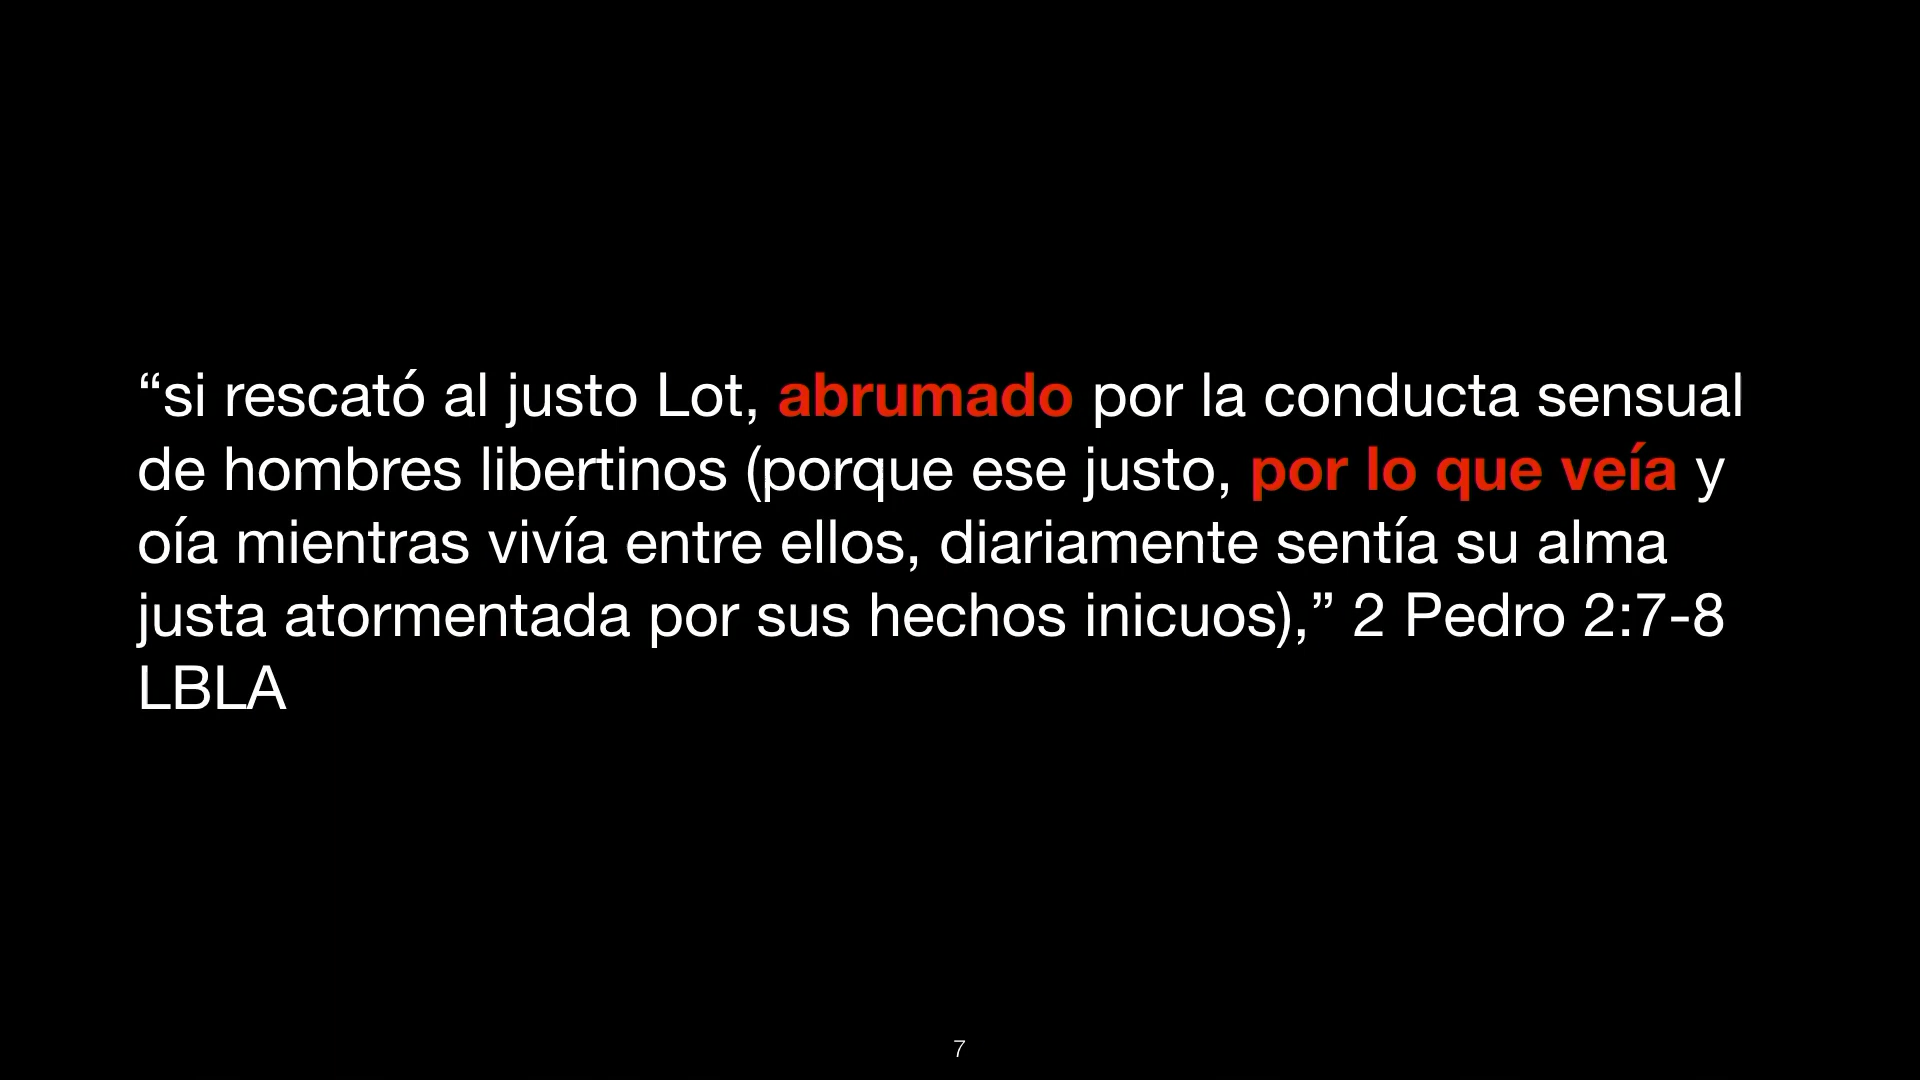 “si rescató al justo Lot, abrumado por la conducta sensual
de hombres libertinos (porque ese justo, por lo que veía y
oía mientras vivía entre ellos, diariamente sentía su alma
justa atormentada por sus hechos inicuos),” 2 Pedro 2:7-8
LBLA
7